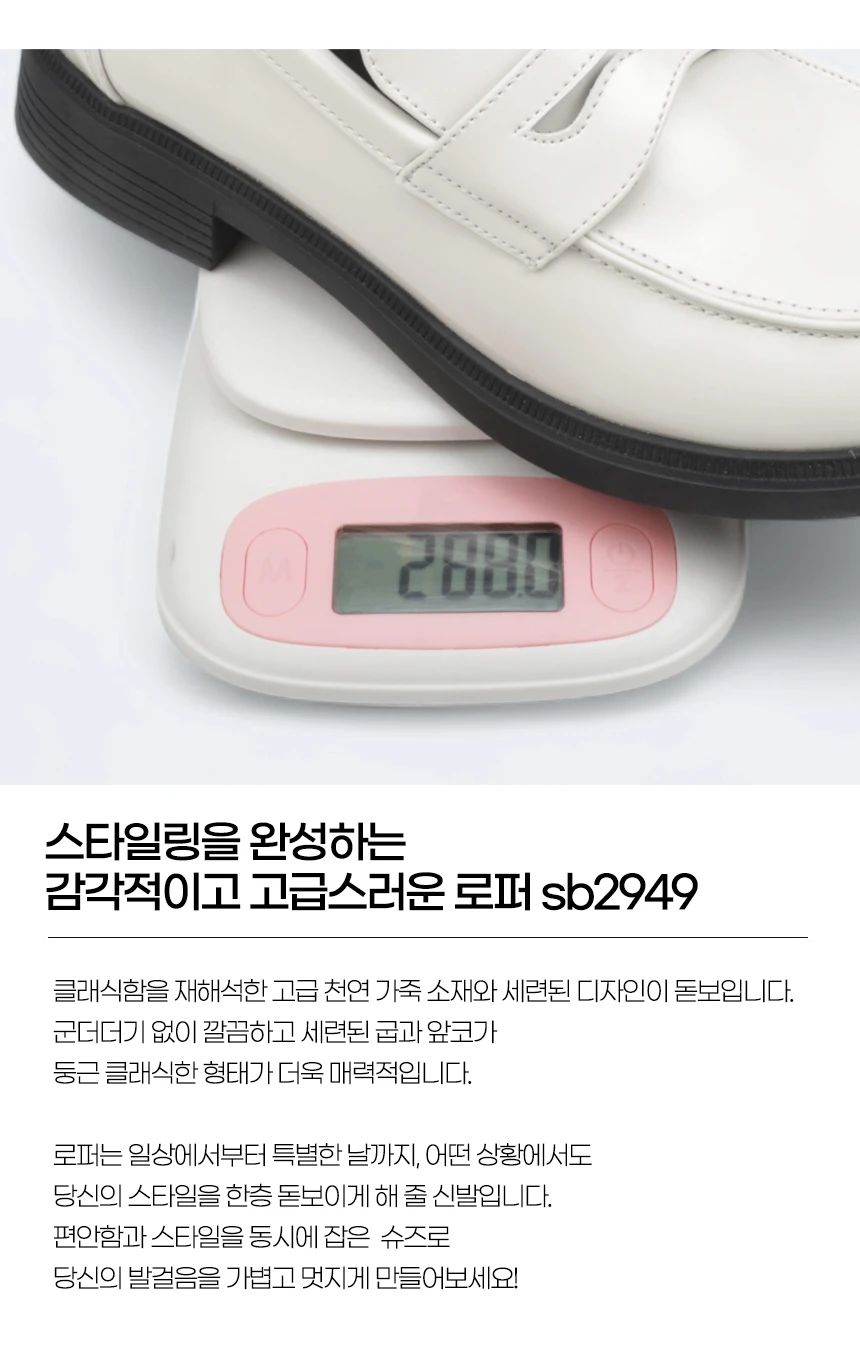 M
288.0
스타일링을 완성하는
감각적이고 고급스러운 로퍼 sb2949
클래식함을 재해석한 고급 천연 가죽 소재와 세련된 디자인이 돋보입니다.
군더더기 없이 깔끔하고 세련된 굽과 앞코가
둥근 클래식한 형태가 더욱 매력적입니다.
로퍼는 일상에서부터 특별한 날까지, 어떤 상황에서도
당신의 스타일을 한층 돋보이게 해 줄 신발입니다.
편안함과 스타일을 동시에 잡은 슈즈로
당신의 발걸음을 가볍고 멋지게 만들어보세요!